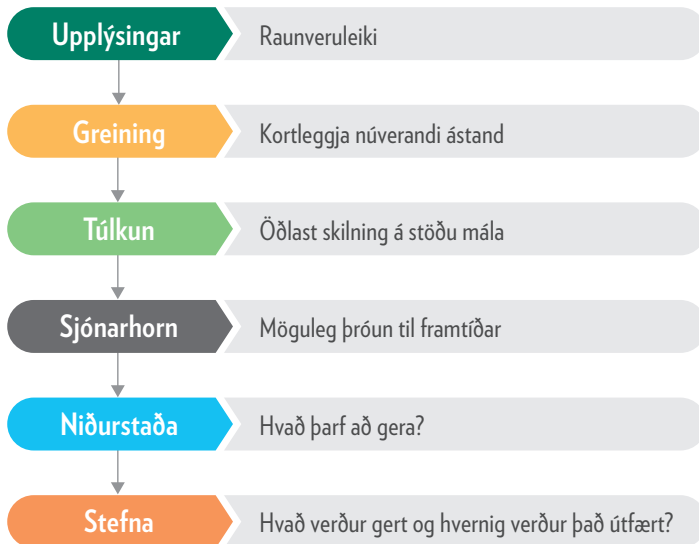 Upplýsingar Raunveruleiki
Greining Kortleggja núverandi ástand
Túlkun Öðlast skilning á stöðu mála
Sjónarhorn Möguleg þróun til framtíðar
Niðurstaða Hvað þarf að gera?
Stefna Hvað verður gert og hvernig verður það útfært?